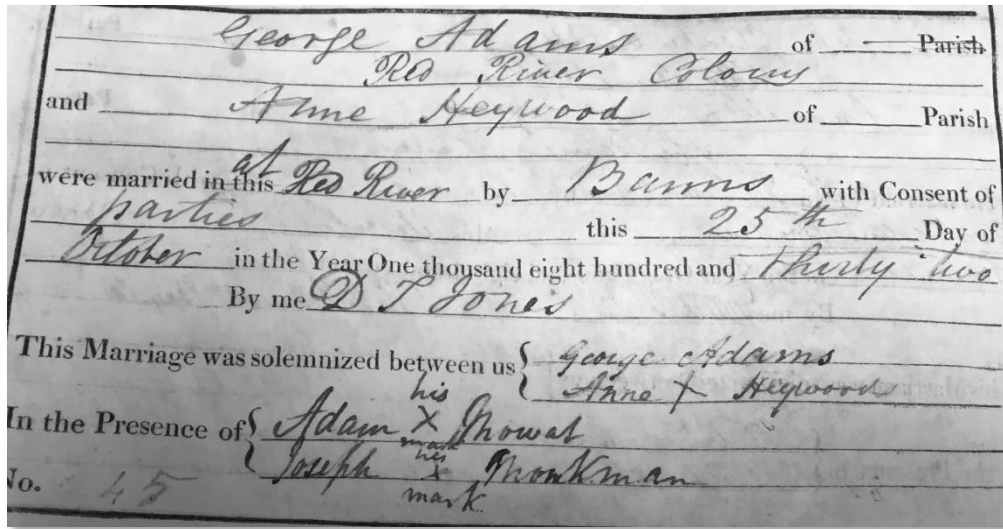 George Adams of Parish
Red River Colony
and Anne Heywood of Parish
were married in this at Red River by Banns with Consent of
parties this 25th Day of
October in the Year One thousand eight hundred and thirty two
By me D T Jones
This Marriage was solemnized between us { George Adams
Anne X Heywood
his
In the Presence of { Adam X Mowat
mark
his
Joseph x Monkman
mark
No. 45